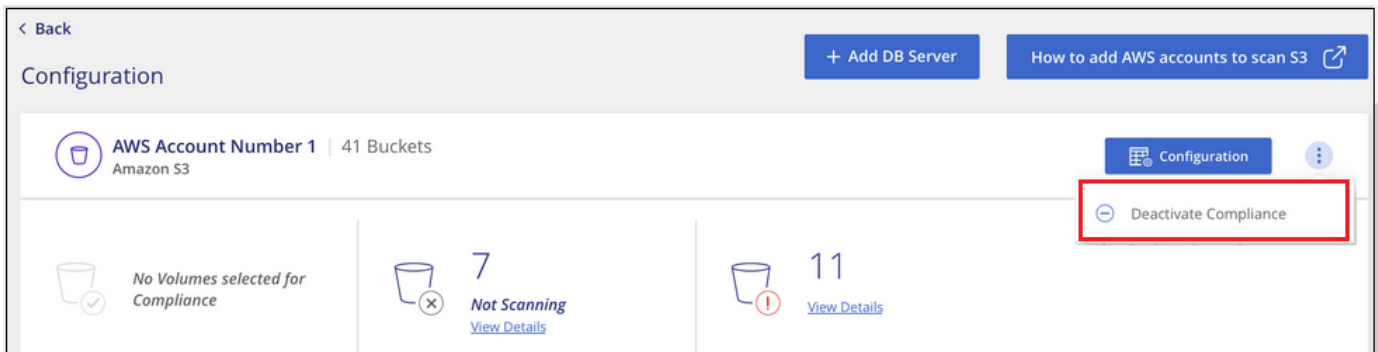 < Back
+ Add DB Server
How to add AWS accounts to scan S3
Configuration
AWS Account Number 1 | 41 Buckets
Amazon S3
Configuration
Deactivate Compliance
No Volumes selected for
Compliance
7
Not Scanning
View Details
11
View Details